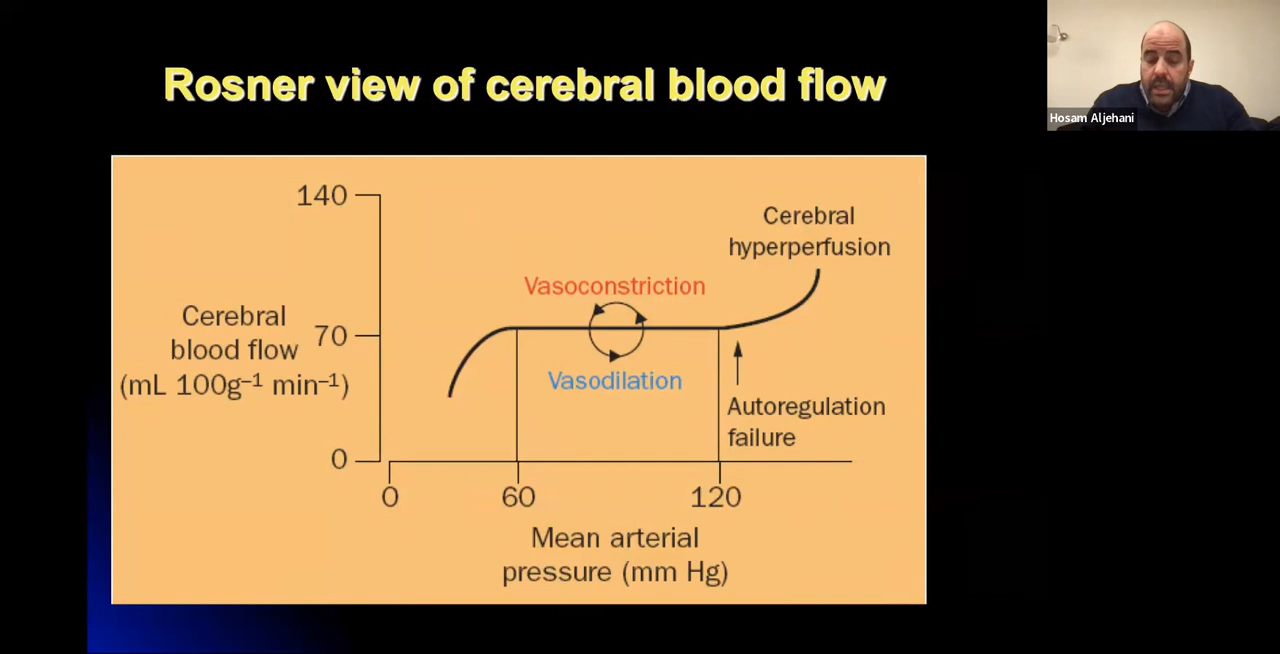 Rosner view of cerebral blood flow
Hosam Aljehani
140
Cerebral
hyperperfusion
Vasoconstriction
Cerebral
blood flow
(mL 100g–1 min–1)
70
Vasodilation
Autoregulation
failure
0
0
60
120
Mean arterial
pressure (mm Hg)